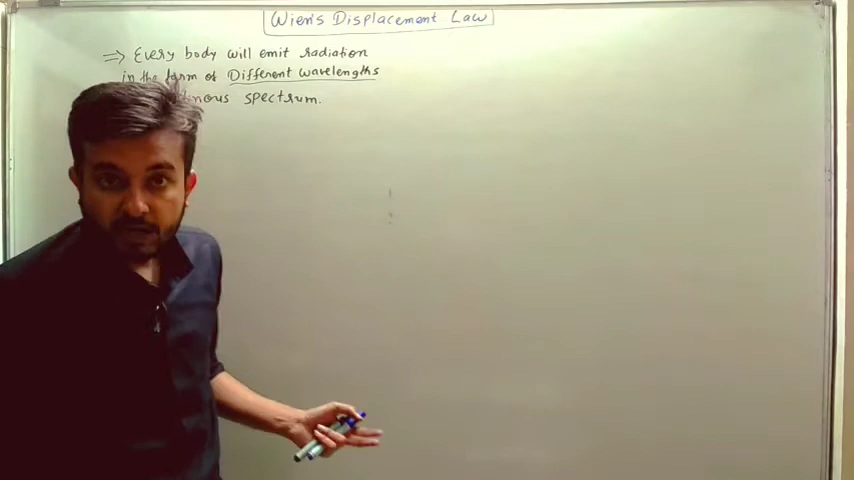 Wien's Displacement Law
⇒ Every body will emit radiation
in the form of Different wavelengths
spectrum.